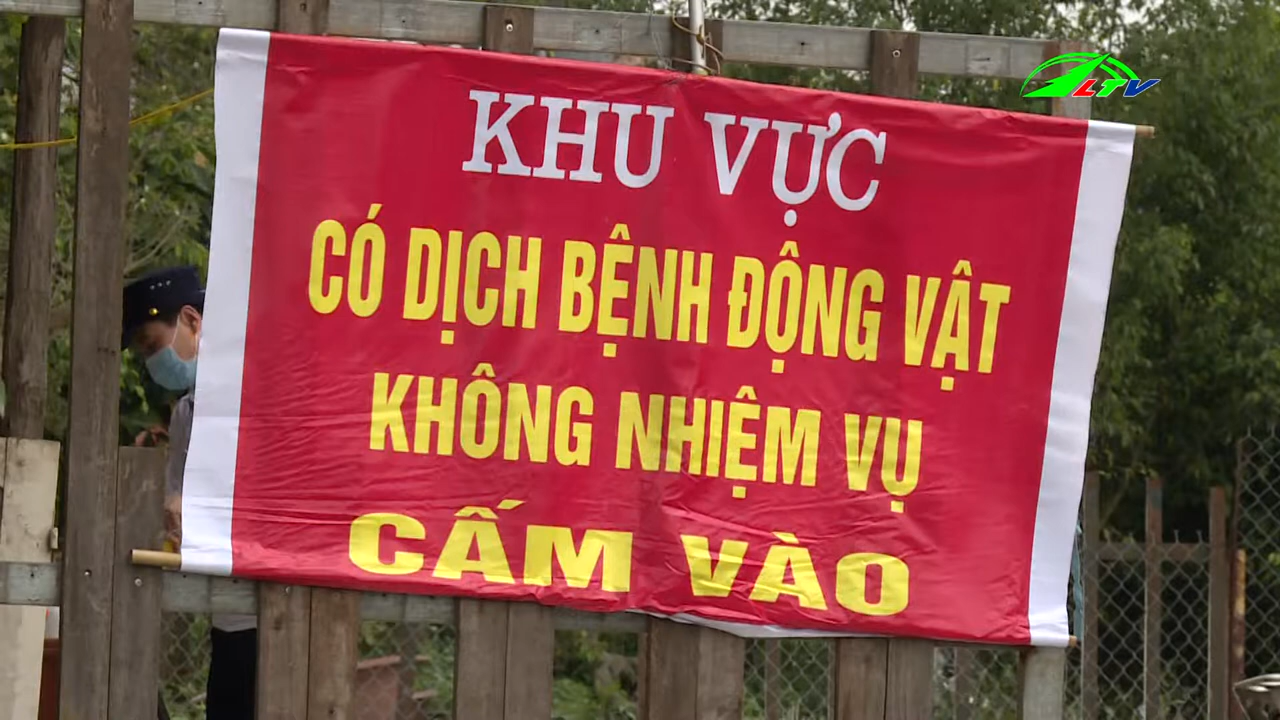 LTV
KHU VỰC
CÓ DỊCH BỆNH ĐỘNG VẬT
KHÔNG NHIỆM VỤ
CẤM VÀO